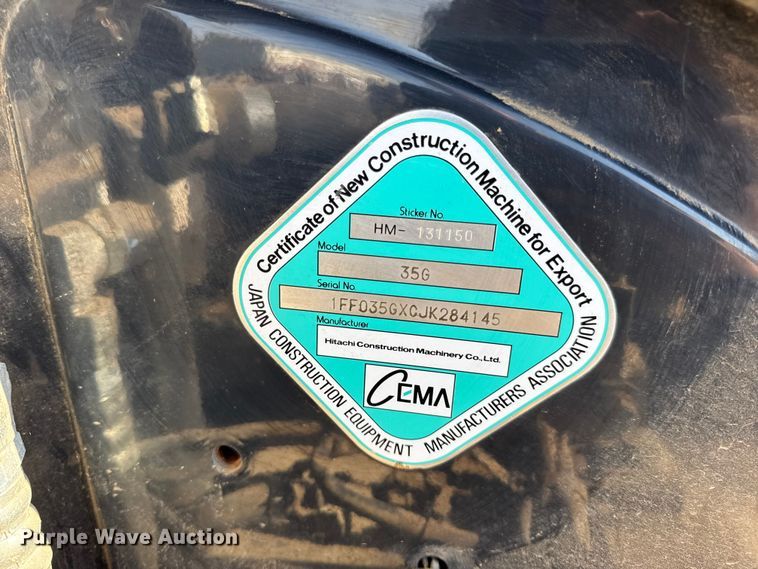 Certificate of New Construction Machine for Export
Sticker No.
HM- 131150
Model
35G
Serial No.
1FF035GXCJK284145
Manufacturer
Hitachi Construction Machinery Co., Ltd.
CEMA
JAPAN CONSTRUCTION EQUIPMENT MANUFACTURERS ASSOCIATION
Purple Wave Auction